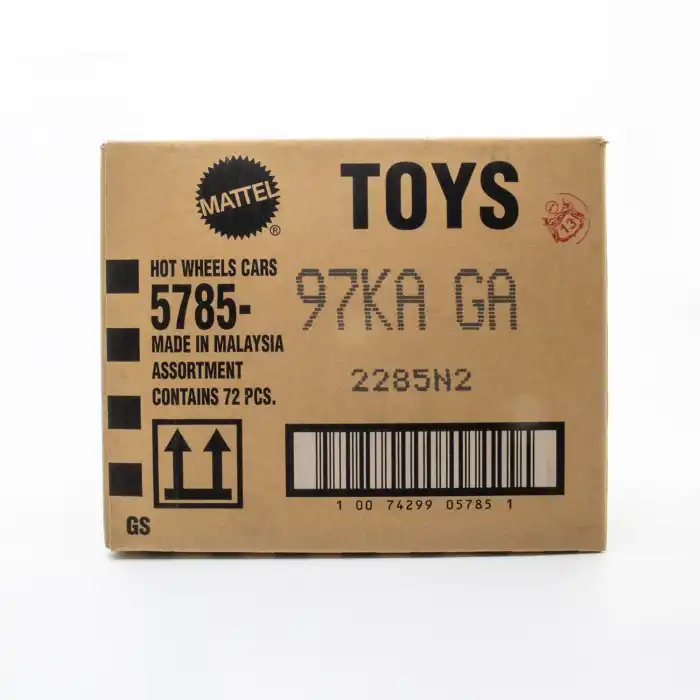 MATTEL
®
TOYS
13
HOT WHEELS CARS
5785-
97KA GA
MADE IN MALAYSIA
ASSORTMENT
2285N2
CONTAINS 72 PCS.
1 00 74299 05785 1
GS